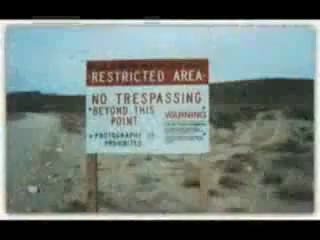 RESTRICTED AREA
NO TRESPASSING
"BEYOND THIS
POINT
WARNING
PHOTOGRAPHY IS
PROHIBITED